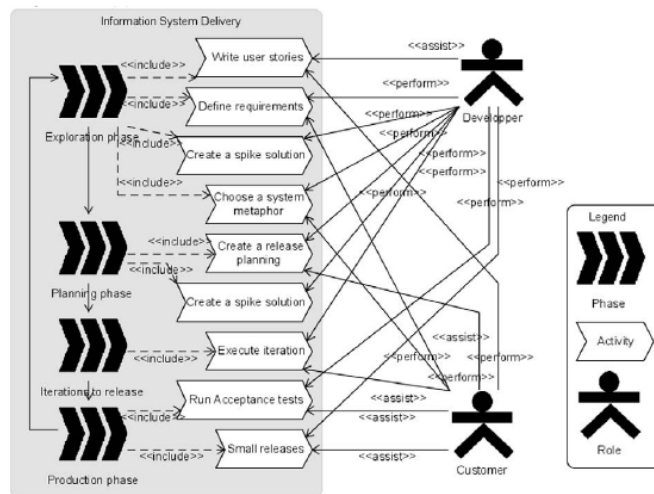 Information System Delivery
Write user stories
<<include>>
<<assist>>
Define requirements
<<include>>
<<perform>>
Developper
Exploration phase
<<include>>
Create a spike solution
<<perform>>
<<perform>>
<<perform>>
<<include>>
Choose a system
metaphor
<<perform>>
<<perform>>
<<perform>>
<<include>>
Create a release
planning
<<include>>
Planning phase
Create a spike solution
<<include>>
Execute iteration
<<assist>>
<<perform>>
<<perform>>
<<perform>>
Iterations to release
<<include>>
Run Acceptance tests
<<assist>>
<<assist>>
Production phase
<<include>>
Small releases
<<assist>>
Customer
Legend
Phase
Activity
Role